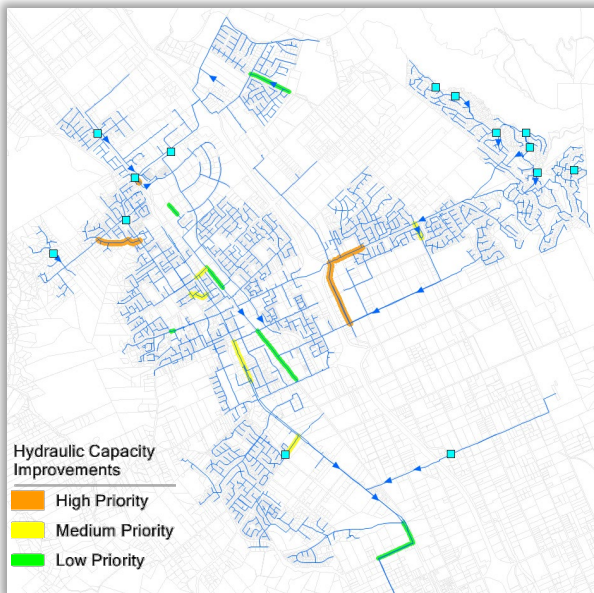 Hydraulic Capacity
Improvements
High Priority
Medium Priority
Low Priority